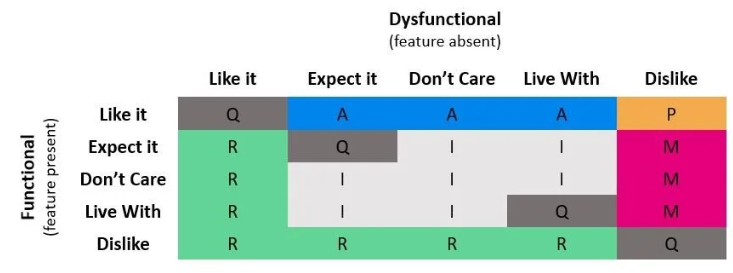 Dysfunctional
(feature absent)
Like it Expect it Don't Care Live With Dislike
Functional
(feature present)
Like it Q A A A P
Expect it R Q I I M
Don't Care R I I I M
Live With R I I Q M
Dislike R R R R Q